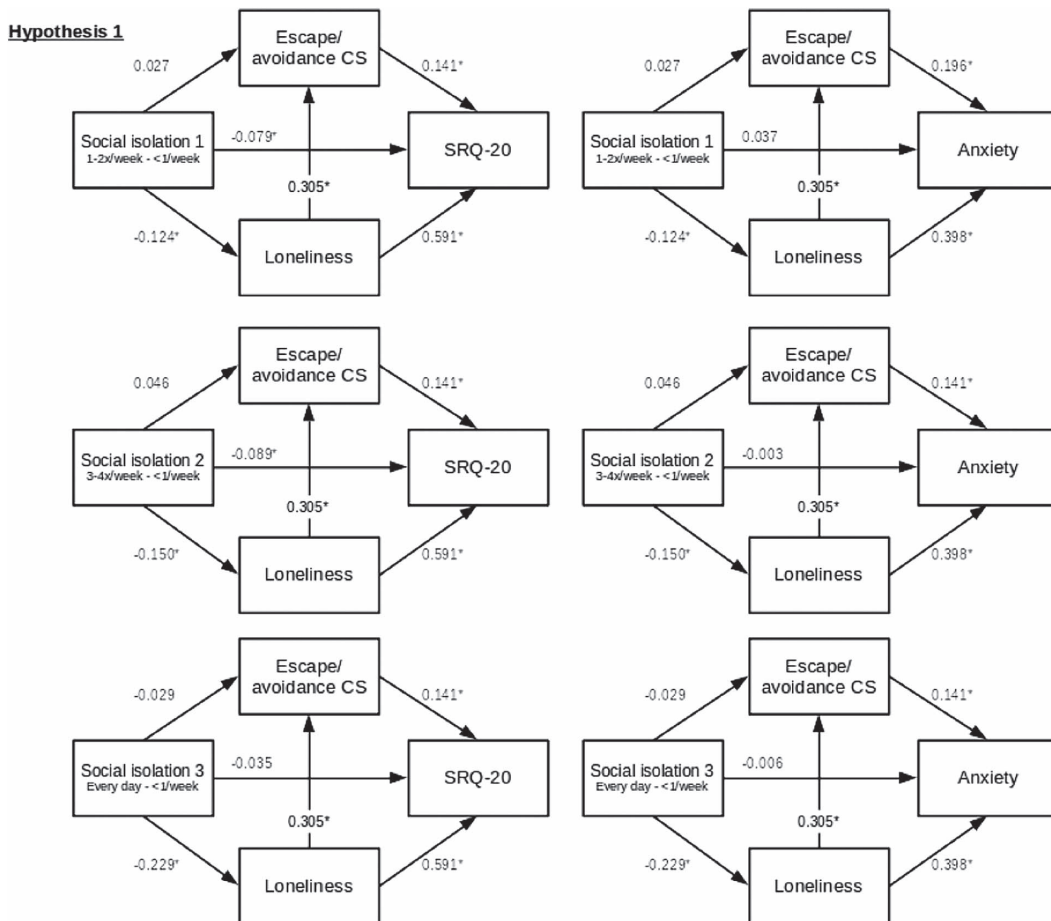 Hypothesis 1
Escape/
avoidance CS
0.027
0.141*
Social isolation 1
1-2x/week - <1/week
-0.079*
SRQ-20
0.305*
-0.124*
0.591*
Loneliness
Escape/
avoidance CS
0.027
0.196*
Social isolation 1
1-2x/week - <1/week
0.037
Anxiety
0.305*
-0.124*
0.398*
Loneliness
Escape/
avoidance CS
0.046
0.141*
Social isolation 2
3-4x/week - <1/week
-0.089*
SRQ-20
0.305*
-0.150*
0.591*
Loneliness
Escape/
avoidance CS
0.046
0.141*
Social isolation 2
3-4x/week - <1/week
-0.003
Anxiety
0.305*
-0.150*
0.398*
Loneliness
Escape/
avoidance CS
-0.029
0.141*
Social isolation 3
Every day - <1/week
-0.035
SRQ-20
0.305*
-0.229*
0.591*
Loneliness
Escape/
avoidance CS
-0.029
0.141*
Social isolation 3
Every day - <1/week
-0.006
Anxiety
0.305*
-0.229*
0.398*
Loneliness